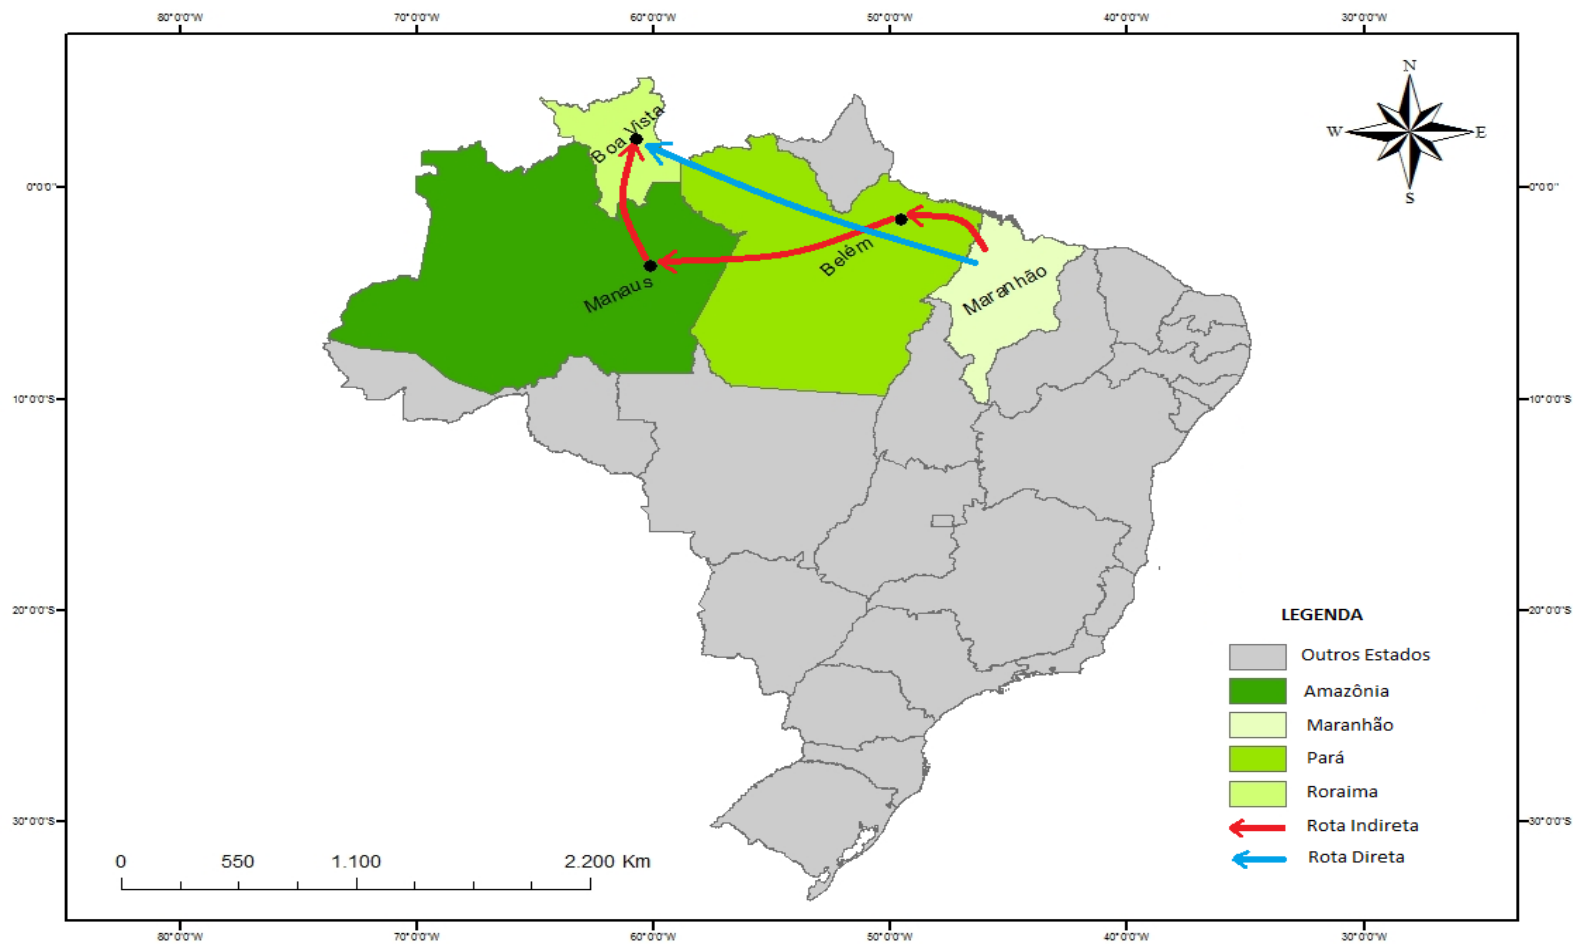 80°0'0"W 70°0'0"W 60°0'0"W 50°0'0"W 40°0'0"W 30°0'0"W
N
W E
S
0°0'0" 0°0'0"
Boa Vista
Belém
Manaus
Maranhão
10°0'0"S 10°0'0"S
20°0'0"S 20°0'0"S
LEGENDA
Outros Estados
Amazônia
Maranhão
Pará
Roraima
30°0'0"S 30°0'0"S
Rota Indireta
Rota Direta
0 550 1.100 2.200 Km
80°0'0"W 70°0'0"W 60°0'0"W 50°0'0"W 40°0'0"W 30°0'0"W